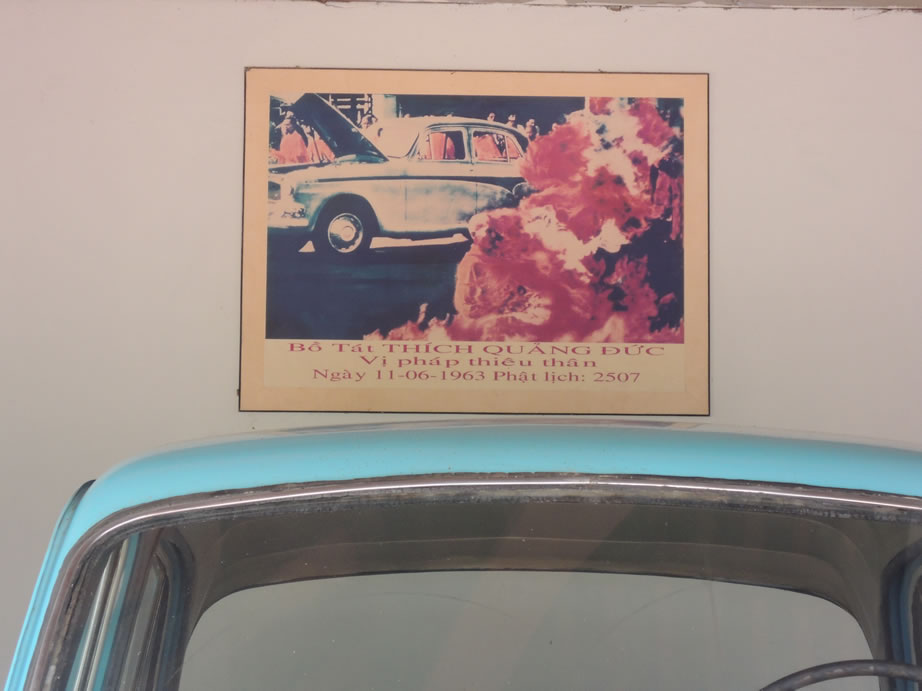 Bồ Tát THÍCH QUẢNG ĐỨC
Vị pháp thiêu thân
Ngày 11-06-1963 Phật lịch: 2507